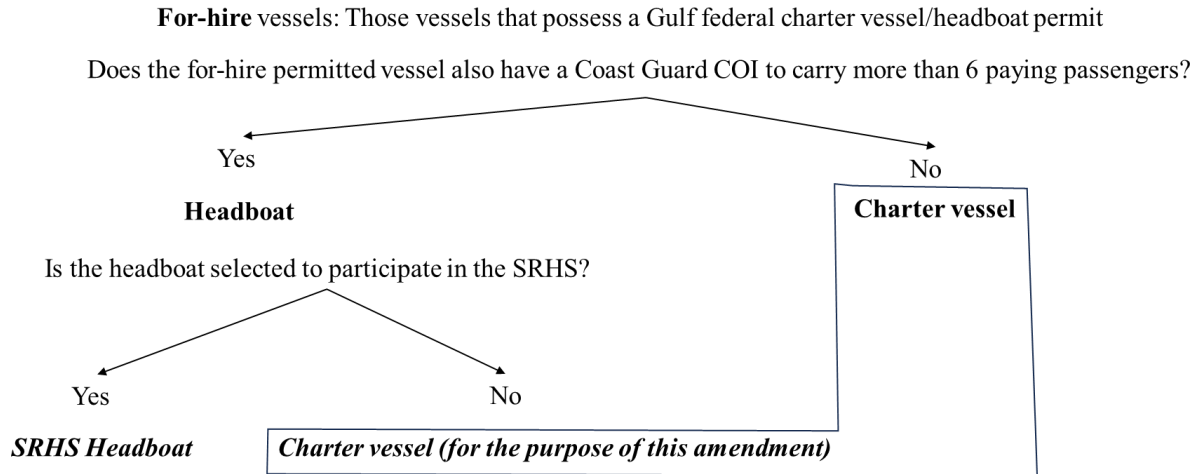 For-hire vessels: Those vessels that possess a Gulf federal charter vessel/headboat permit
Does the for-hire permitted vessel also have a Coast Guard COI to carry more than 6 paying passengers?
Yes
No
Headboat
Charter vessel
Is the headboat selected to participate in the SRHS?
Yes
No
SRHS Headboat
Charter vessel (for the purpose of this amendment)